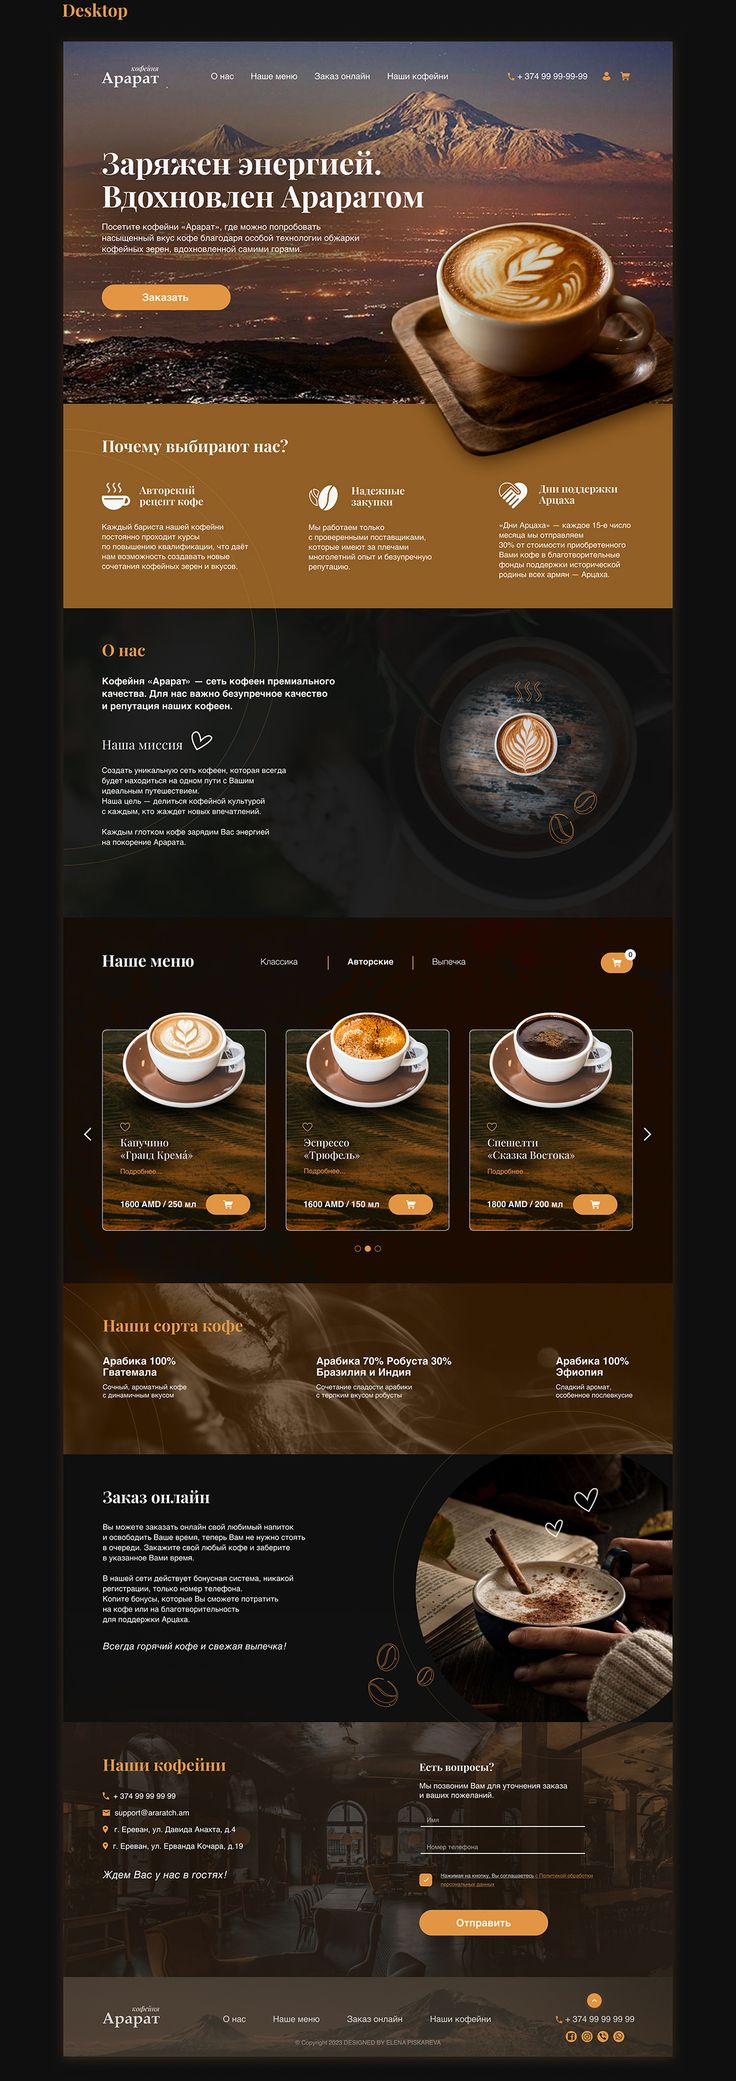 Desktop
кофейня
Арарат
О нас
Наше меню
Заказ онлайн
Наши кофейни
+ 374 99 99-99-99
Заряжен энергией.
Вдохновлен Араратом
Посетите кофейни «Арарат», где можно попробовать
насыщенный вкус кофе благодаря особой технологии обжарки
кофейных зерен, вдохновленной самими горами.
Заказать
Почему выбирают нас?
Авторский
рецепт кофе
Каждый бариста нашей кофейни
постоянно проходит курсы
по повышению квалификации, что даёт
нам возможность создавать новые
сочетания кофейных зерен и вкусов.
Надежные
закупки
Мы работаем только
с проверенными поставщиками,
которые имеют за плечами
многолетний опыт и безупречную
репутацию.
Дни поддержки
Арцаха
«Дни Арцаха» — каждое 15-е число
месяца мы отправляем
30% от стоимости приобретенного
Вами кофе в благотворительные
фонды поддержки исторической
родины всех армян — Арцаха.
О нас
Кофейня «Арарат» — сеть кофеен премиального
качества. Для нас важно безупречное качество
и репутация наших кофеен.
Наша миссия
Создать уникальную сеть кофеен, которая всегда
будет находиться на одном пути с Вашим
идеальным путешествием.
Наша цель — делиться кофейной культурой
с каждым, кто жаждет новых впечатлений.
Каждым глотком кофе зарядим Вас энергией
на покорение Арарата.
Наше меню
Классика
Авторские
Выпечка
0
Капучино
«Гранд Крема́»
Подробнее...
1600 AMD / 250 мл
Эспрессо
«Трюфель»
Подробнее...
1600 AMD / 150 мл
Спешелти
«Сказка Востока»
Подробнее...
1800 AMD / 200 мл
Наши сорта кофе
Арабика 100%
Гватемала
Сочный, ароматный кофе
с динамичным вкусом
Арабика 70% Робуста 30%
Бразилия и Индия
Сочетание сладости арабики
с терпким вкусом робусты
Арабика 100%
Эфиопия
Сладкий аромат,
особенное послевкусие
Заказ онлайн
Вы можете заказать онлайн свой любимый напиток
и освободить Ваше время, теперь Вам не нужно стоять
в очереди. Закажите свой любый кофе и заберите
в указанное Вами время.
В нашей сети действует бонусная система, никакой
регистрации, только номер телефона.
Копите бонусы, которые Вы сможете потратить
на кофе или на благотворительность
для поддержки Арцаха.
Всегда горячий кофе и свежая выпечка!
Наши кофейни
+ 374 99 99 99 99
support@araratch.am
г. Ереван, ул. Давида Анахта, д.4
г. Ереван, ул. Ерванда Кочара, д.19
Ждем Вас у нас в гостях!
Есть вопросы?
Мы позвоним Вам для уточнения заказа
и ваших пожеланий.
Имя
Номер телефона
Нажимая на кнопку, Вы соглашаетесь с Политикой обработки
персональных данных
Отправить
кофейня
Арарат
О нас
Наше меню
Заказ онлайн
Наши кофейни
+ 374 99 99 99 99
© Copyright 2023 DESIGNED BY ELENA PISKAREVA